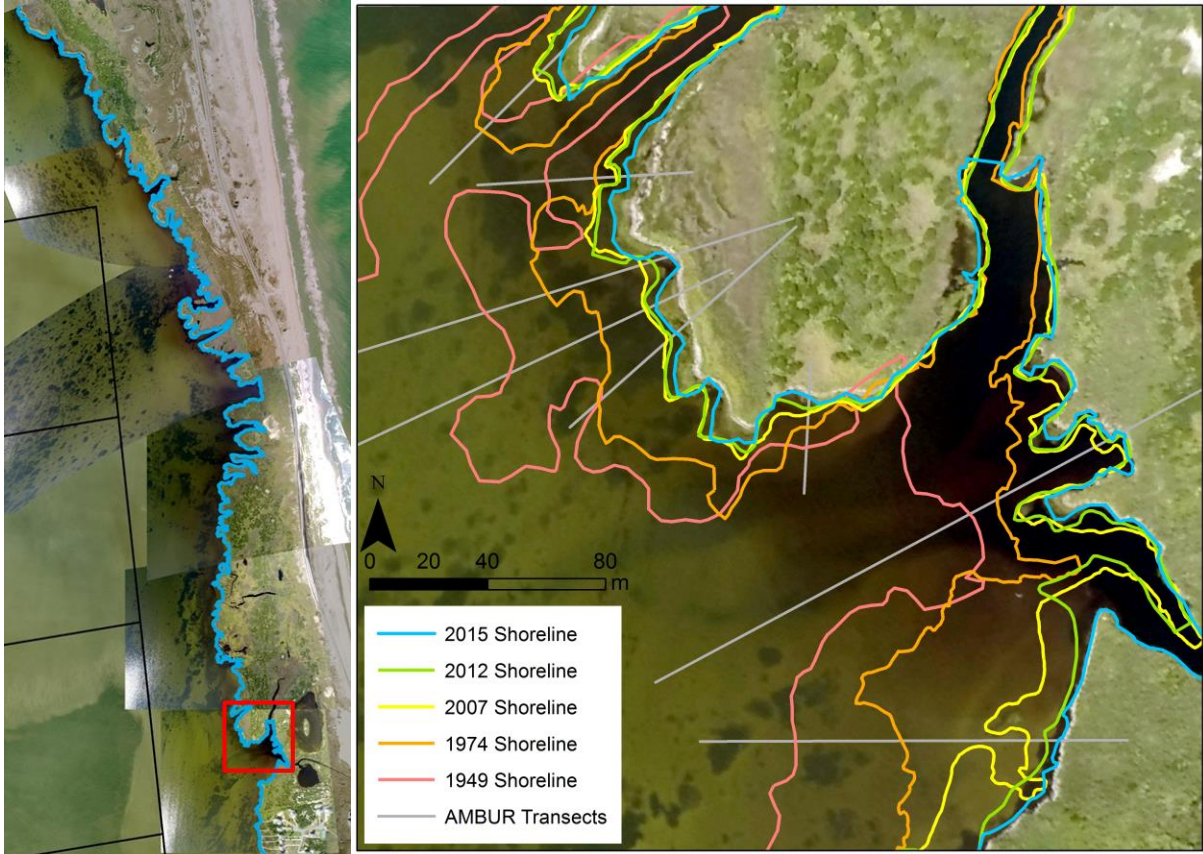 N
0 20 40 80
m
2015 Shoreline
2012 Shoreline
2007 Shoreline
1974 Shoreline
1949 Shoreline
AMBUR Transects